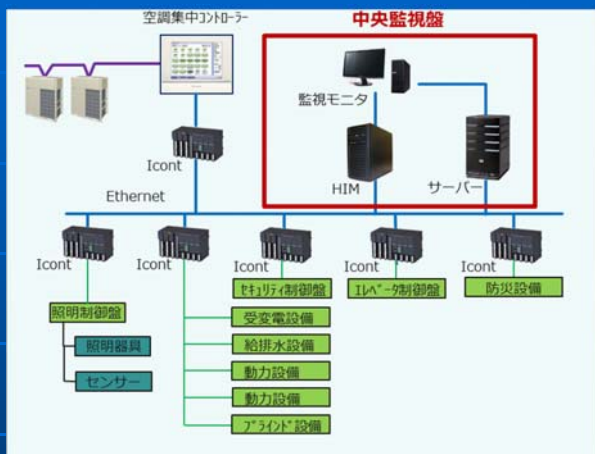 空調集中ｺﾝﾄﾛｰﾗｰ
中央監視盤
監視モニタ
Icont
HIM
サーバー
Ethernet
Icont
Icont
Icont
Icont
Icont
ｾｷｭﾘﾃｨ制御盤
ｴﾚﾍﾞｰﾀ制御盤
防災設備
照明制御盤
受変電設備
照明器具
給排水設備
センサー
動力設備
動力設備
ﾌﾞﾗｲﾝﾄﾞ設備